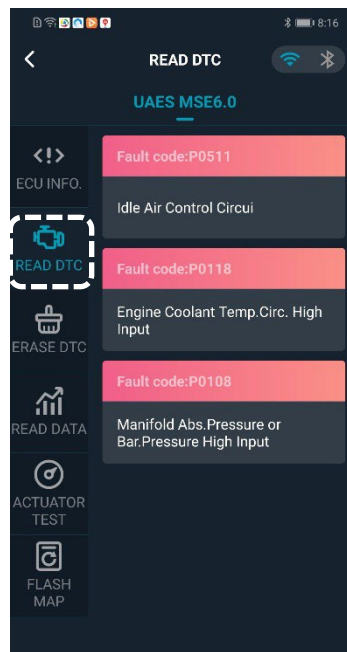 8:16
READ DTC
UAES MSE6.0
ECU INFO.
READ DTC
ERASE DTC
READ DATA
ACTUATOR
TEST
FLASH
MAP
Fault code:P0511
Idle Air Control Circui
Fault code:P0118
Engine Coolant Temp.Circ. High
Input
Fault code:P0108
Manifold Abs.Pressure or
Bar.Pressure High Input